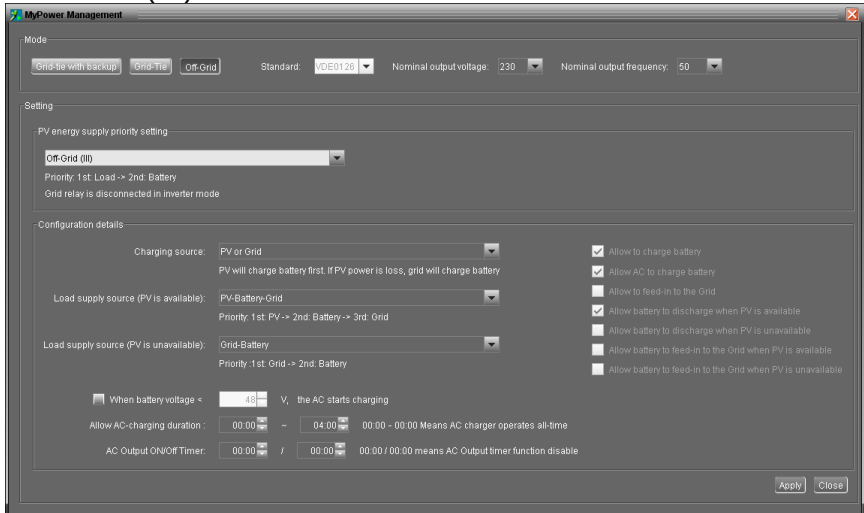 MyPower Management
Mode
Grid-tie with backup Grid-Tie Off-Grid Standard: VDE0126 Nominal output voltage: 230 Nominal output frequency: 50
Setting
PV energy supply priority setting
Off-Grid (III)
Priority: 1st: Load -> 2nd: Battery
Grid relay is disconnected in inverter mode
Configuration details
Charging source: PV or Grid
PV will charge battery first. If PV power is loss, grid will charge battery
Load supply source (PV is available): PV-Battery-Grid
Priority: 1st: PV -> 2nd: Battery -> 3rd: Grid
Load supply source (PV is unavailable): Grid-Battery
Priority :1st: Grid -> 2nd: Battery
When battery voltage < 48 V, the AC starts charging
Allow AC-charging duration : 00:00 ~ 04:00 00:00 - 00:00 Means AC charger operates all-time
AC Output ON/Off Timer: 00:00 / 00:00 00:00 / 00:00 means AC Output timer function disable
Allow to charge battery
Allow AC to charge battery
Allow to feed-in to the Grid
Allow battery to discharge when PV is available
Allow battery to discharge when PV is unavailable
Allow battery to feed-in to the Grid when PV is available
Allow battery to feed-in to the Grid when PV is unavailable
Apply Close